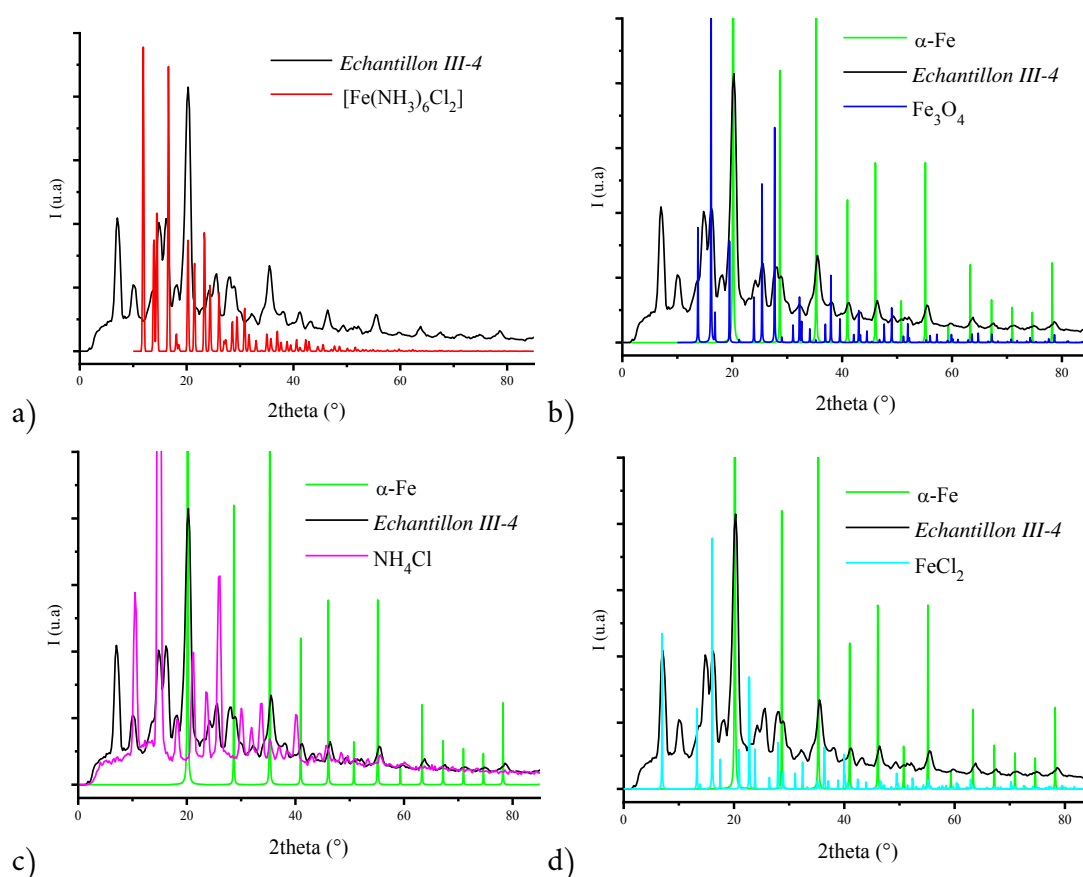 I (u.a)
Echantillon III-4
[Fe(NH3)6Cl2]
0 20 40 60 80
2theta (°)
a)
I (u.a)
α-Fe
Echantillon III-4
Fe3O4
0 20 40 60 80
2theta (°)
b)
I (u.a)
α-Fe
Echantillon III-4
NH4Cl
0 20 40 60 80
2theta (°)
c)
I (u.a)
α-Fe
Echantillon III-4
FeCl2
0 20 40 60 80
2theta (°)
d)